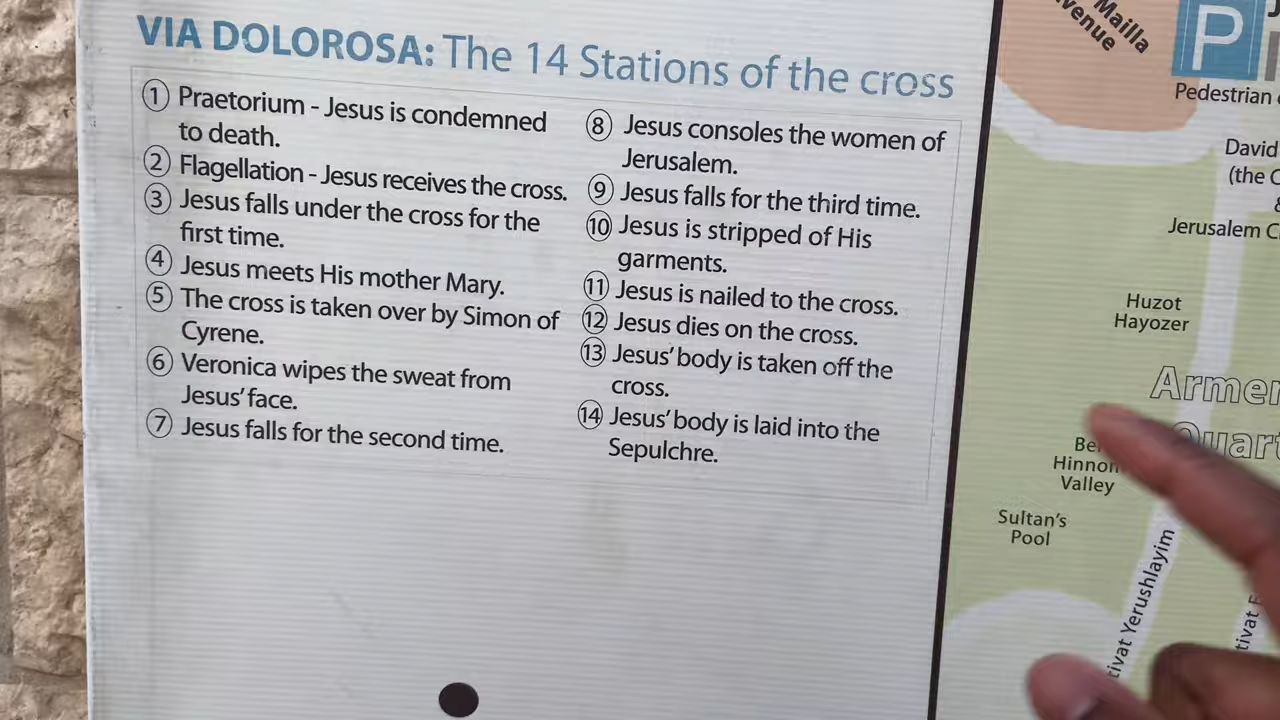 VIA DOLOROSA: The 14 Stations of the cross
1 Praetorium - Jesus is condemned
to death.
2 Flagellation - Jesus receives the cross.
3 Jesus falls under the cross for the
first time.
4 Jesus meets His mother Mary.
5 The cross is taken over by Simon of
Cyrene.
6 Veronica wipes the sweat from
Jesus' face.
7 Jesus falls for the second time.
8 Jesus consoles the women of
Jerusalem.
9 Jesus falls for the third time.
10 Jesus is stripped of His
garments.
11 Jesus is nailed to the cross.
12 Jesus dies on the cross.
13 Jesus' body is taken off the
cross.
14 Jesus' body is laid into the
Sepulchre.
Mailla
P
Pedestrian
David
(the
Jerusalem
Huzot
Hayozer
Valley
Sultan's
Pool
Yerushlayim